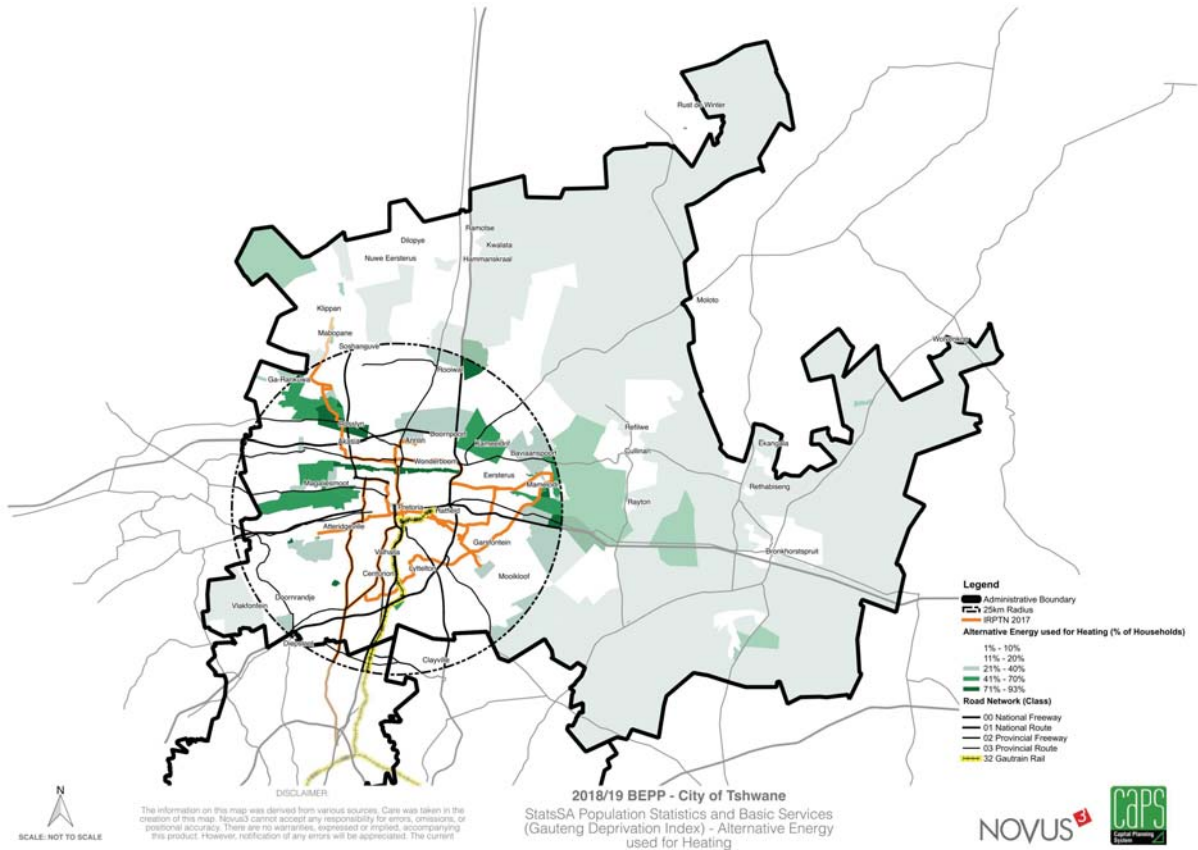 Rust de Winter
Ramotse
Dilopye
Kwalata
Nuwe Eersterus
Hammanskraal
Moloto
Klippan
Mabopane
Soshanguve
Rooiwal
Ga-Rankuwa
Rosslyn
Akasia
Annlin
Doornpoort
Kameeldrift
Refilwe
Ekangala
Baviaanspoort
Cullinan
Wonderboom
Eersterus
Mamelodi
Magaliesmoot
Rethabiseng
Rayton
Pretoria
Hatfield
Atteridgeville
Garsfontein
Valhalla
Bronkhorstspruit
Centurion
Lyttelton
Mooikloof
Doornrandje
Vlakfontein
Diepsloot
Clayville
Legend
Administrative Boundary
25km Radius
IRPTN 2017
Alternative Energy used for Heating (% of Households)
1% - 10%
11% - 20%
21% - 40%
41% - 70%
71% - 93%
Road Network (Class)
00 National Freeway
01 National Route
02 Provincial Freeway
03 Provincial Route
32 Gautrain Rail
N
SCALE: NOT TO SCALE
DISCLAIMER:
The information on this map was derived from various sources. Care was taken in the
creation of this map. Novus3 cannot accept any responsibility for errors, omissions, or
positional accuracy. There are no warranties, expressed or implied, accompanying
this product. However, notification of any errors will be appreciated. The current
2018/19 BEPP - City of Tshwane
StatsSA Population Statistics and Basic Services
(Gauteng Deprivation Index) - Alternative Energy
used for Heating
NOVUS3
CaPS
Capital Planning
System